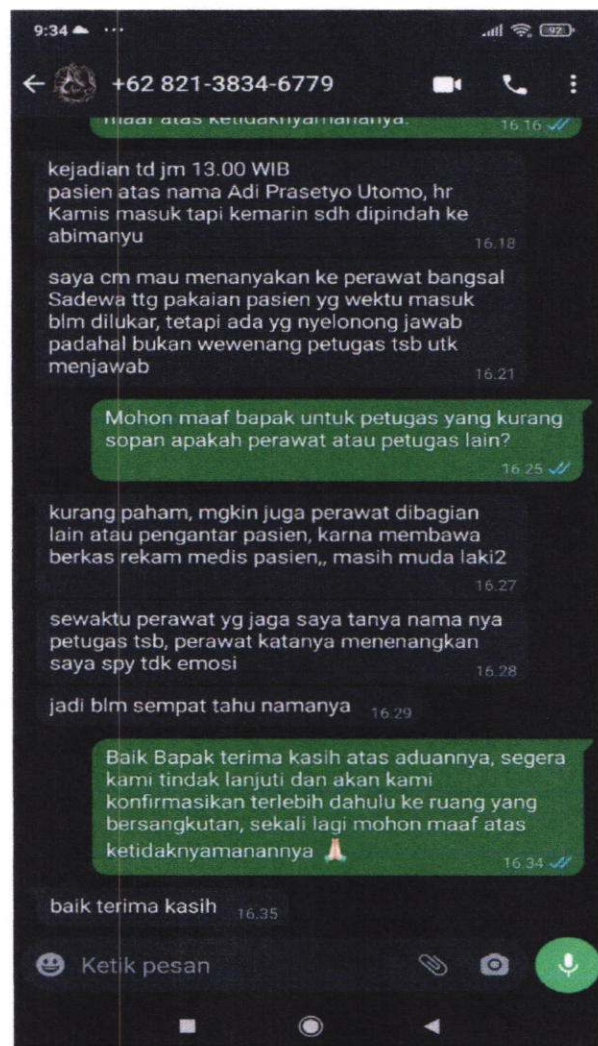 9:34
92
+62 821-3834-6779
maaf atas ketidaknyamananya.
16.16
kejadian td jm 13.00 WIB
pasien atas nama Adi Prasetyo Utomo, hr
Kamis masuk tapi kemarin sdh dipindah ke
abimanyu
16.18
saya cm mau menanyakan ke perawat bangsal
Sadewa ttg pakaian pasien yg wektu masuk
blm dilukar, tetapi ada yg nyelonong jawab
padahal bukan wewenang petugas tsb utk
menjawab
16.21
Mohon maaf bapak untuk petugas yang kurang
sopan apakah perawat atau petugas lain?
16.25
kurang paham, mgkin juga perawat dibagian
lain atau pengantar pasien, karna membawa
berkas rekam medis pasien,, masih muda laki2
16.27
sewaktu perawat yg jaga saya tanya nama nya
petugas tsb, perawat katanya menenangkan
saya spy tdk emosi
16.28
jadi blm sempat tahu namanya 16.29
Baik Bapak terima kasih atas aduannya, segera
kami tindak lanjuti dan akan kami
konfirmasikan terlebih dahulu ke ruang yang
bersangkutan, sekali lagi mohon maaf atas
ketidaknyamanannya 🙏🏻
16.34
baik terima kasih 16.35
Ketik pesan